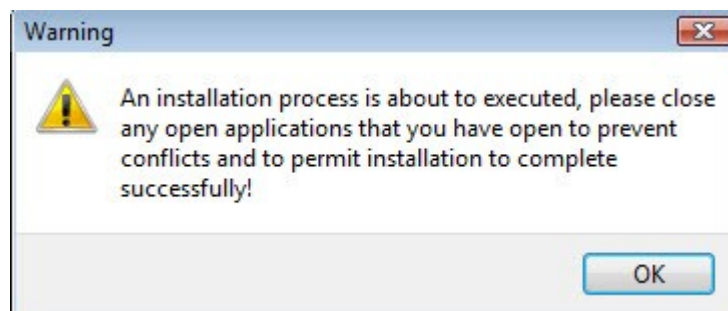 Warning
An installation process is about to executed, please close
any open applications that you have open to prevent
conflicts and to permit installation to complete
successfully!
OK